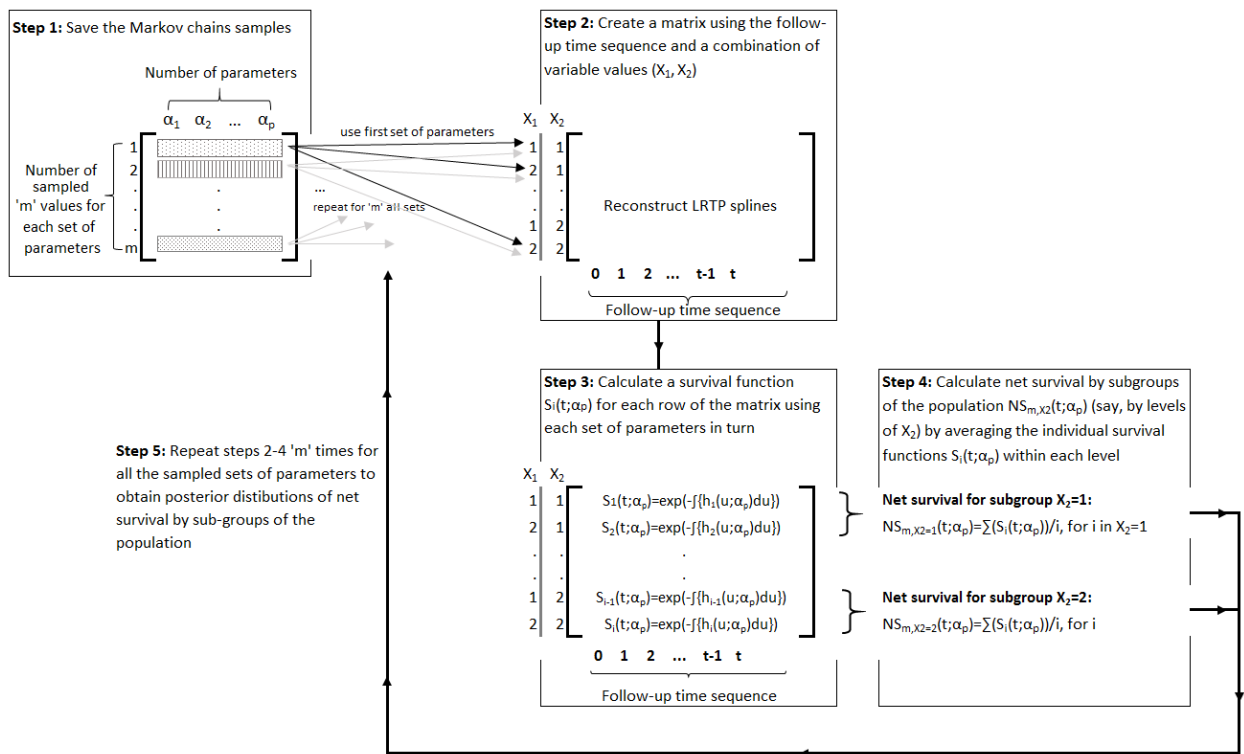 Step 1: Save the Markov chains samples
Number of parameters
α1 α2 ... αp
1
2
.
.
.
m
Number of
sampled
'm' values for
each set of
parameters
.
.
.
use first set of parameters
...
repeat for 'm' all sets
Step 2: Create a matrix using the follow-
up time sequence and a combination of
variable values (X1, X2)
X1 X2
1 1
2 1
. .
. .
1 2
2 2
Reconstruct LRTP splines
0 1 2 ... t-1 t
Follow-up time sequence
Step 3: Calculate a survival function
Si(t;αp) for each row of the matrix using
each set of parameters in turn
X1 X2
1 1 S1(t;αp)=exp(-∫{h1(u;αp)du})
2 1 S2(t;αp)=exp(-∫{h2(u;αp)du})
. . .
. . .
1 2 Si-1(t;αp)=exp(-∫{hi-1(u;αp)du})
2 2 Si(t;αp)=exp(-∫{hi(u;αp)du})
0 1 2 ... t-1 t
Follow-up time sequence
Step 4: Calculate net survival by subgroups
of the population NSm,X2(t;αp) (say, by levels
of X2) by averaging the individual survival
functions Si(t;αp) within each level
Net survival for subgroup X2=1:
NSm,X2=1(t;αp)=∑(Si(t;αp))/i, for i in X2=1
Net survival for subgroup X2=2:
NSm,X2=2(t;αp)=∑(Si(t;αp))/i, for i
Step 5: Repeat steps 2-4 'm' times for
all the sampled sets of parameters to
obtain posterior distibutions of net
survival by sub-groups of the
population